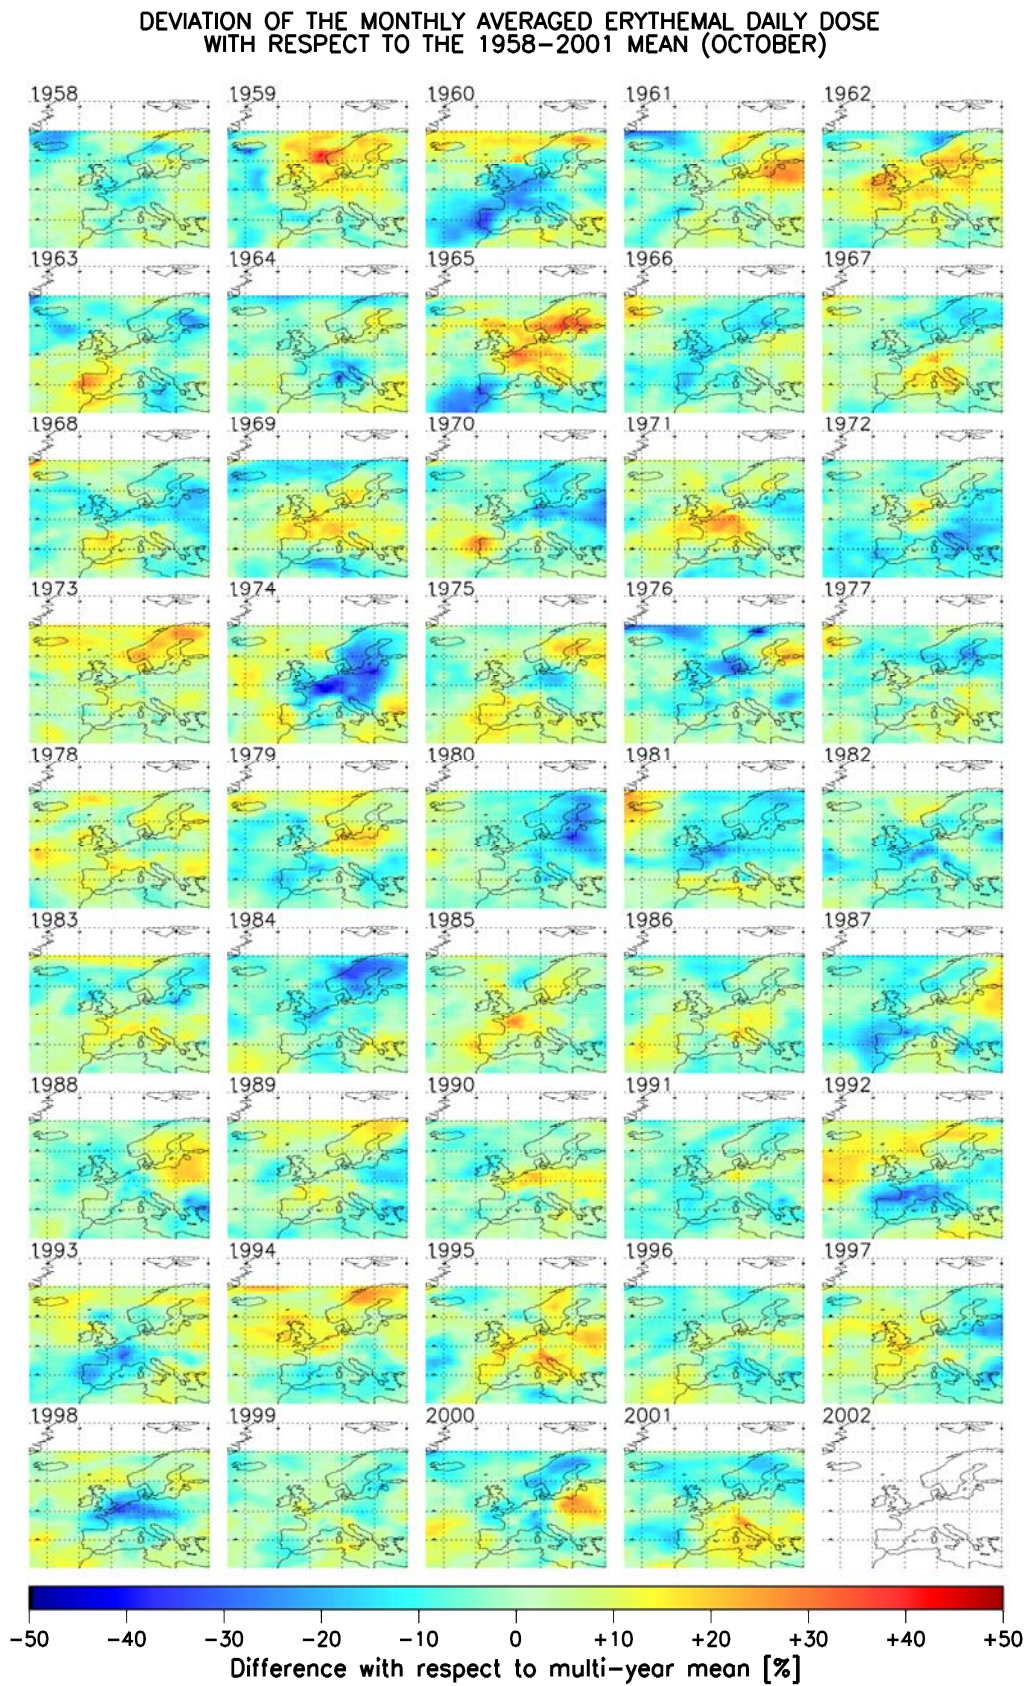 DEVIATION OF THE MONTHLY AVERAGED ERYTHEMAL DAILY DOSE
WITH RESPECT TO THE 1958-2001 MEAN (OCTOBER)
1958 1959 1960 1961 1962
1963 1964 1965 1966 1967
1968 1969 1970 1971 1972
1973 1974 1975 1976 1977
1978 1979 1980 1981 1982
1983 1984 1985 1986 1987
1988 1989 1990 1991 1992
1993 1994 1995 1996 1997
1998 1999 2000 2001 2002
-50 -40 -30 -20 -10 0 +10 +20 +30 +40 +50
Difference with respect to multi-year mean [%]